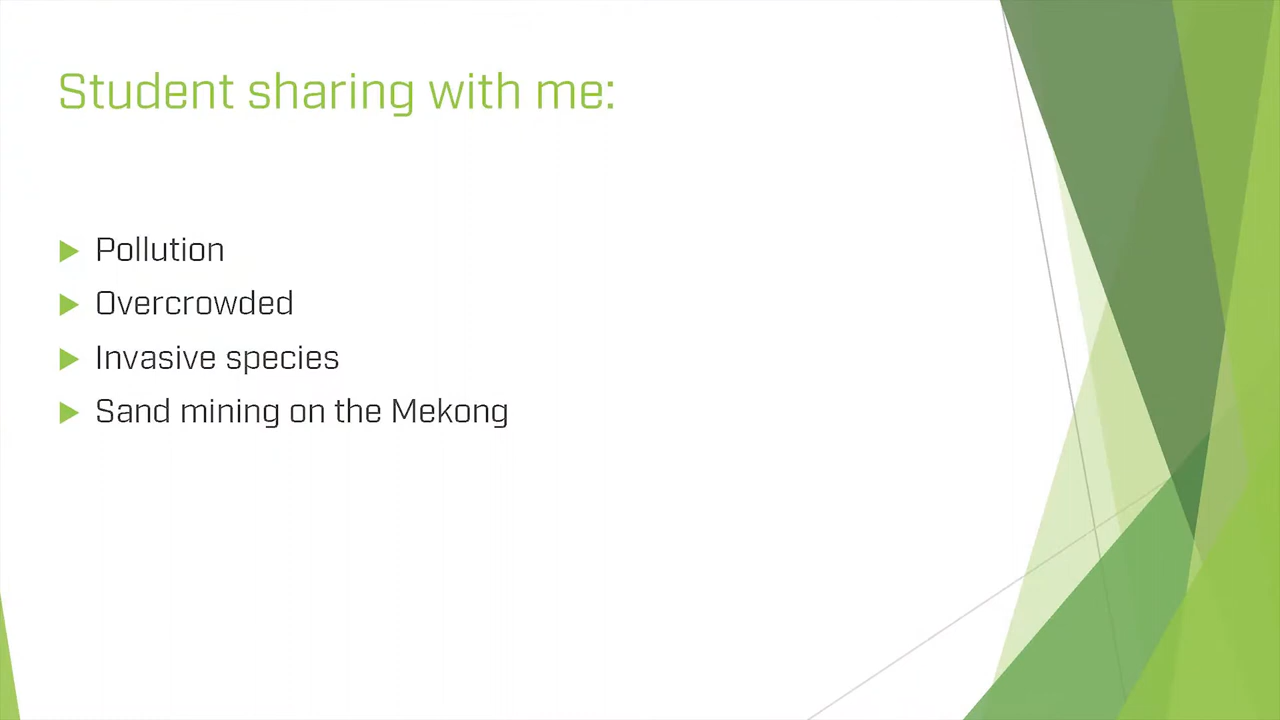 Student sharing with me:
Pollution
Overcrowded
Invasive species
Sand mining on the Mekong